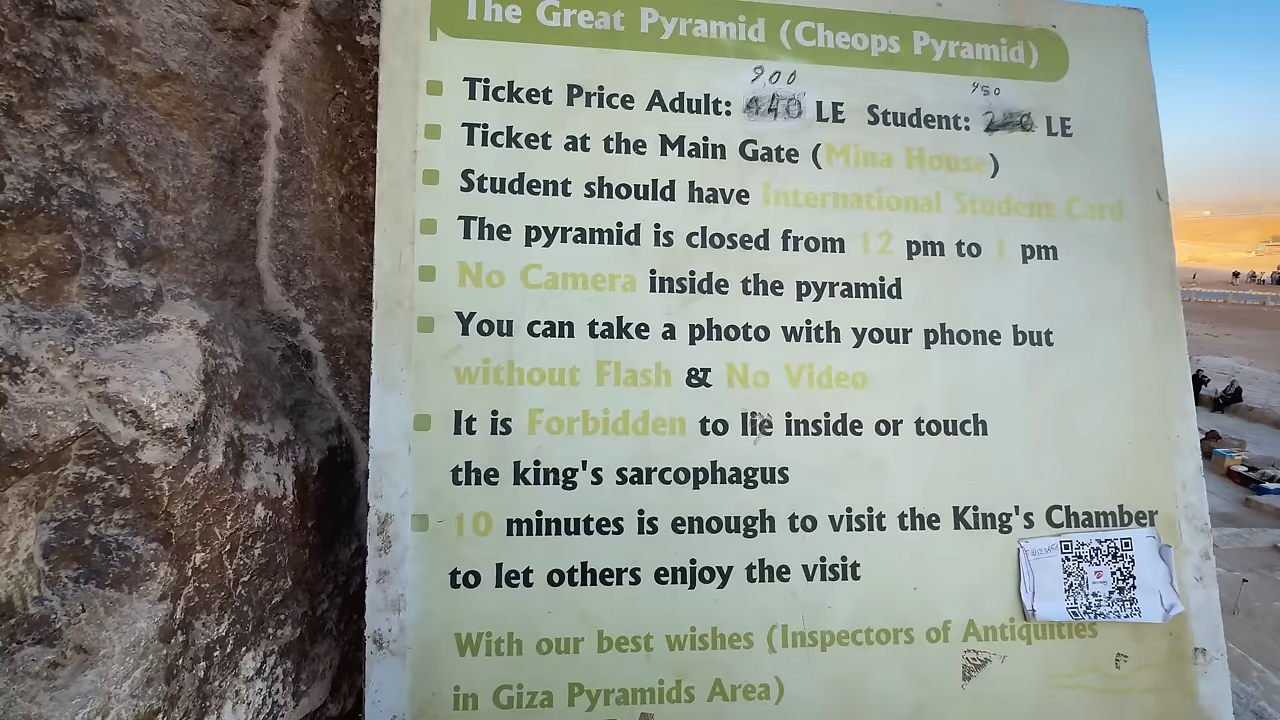 The Great Pyramid (Cheops Pyramid)
900 450
Ticket Price Adult: 440 LE Student: LE
Ticket at the Main Gate (Mina House)
Student should have International Student Card
The pyramid is closed from 12 pm to 1 pm
No Camera inside the pyramid
You can take a photo with your phone but
without Flash & No Video
It is Forbidden to lie inside or touch
the king's sarcophagus
10 minutes is enough to visit the King's Chamber
to let others enjoy the visit
With our best wishes (Inspectors of Antiquities
in Giza Pyramids Area)